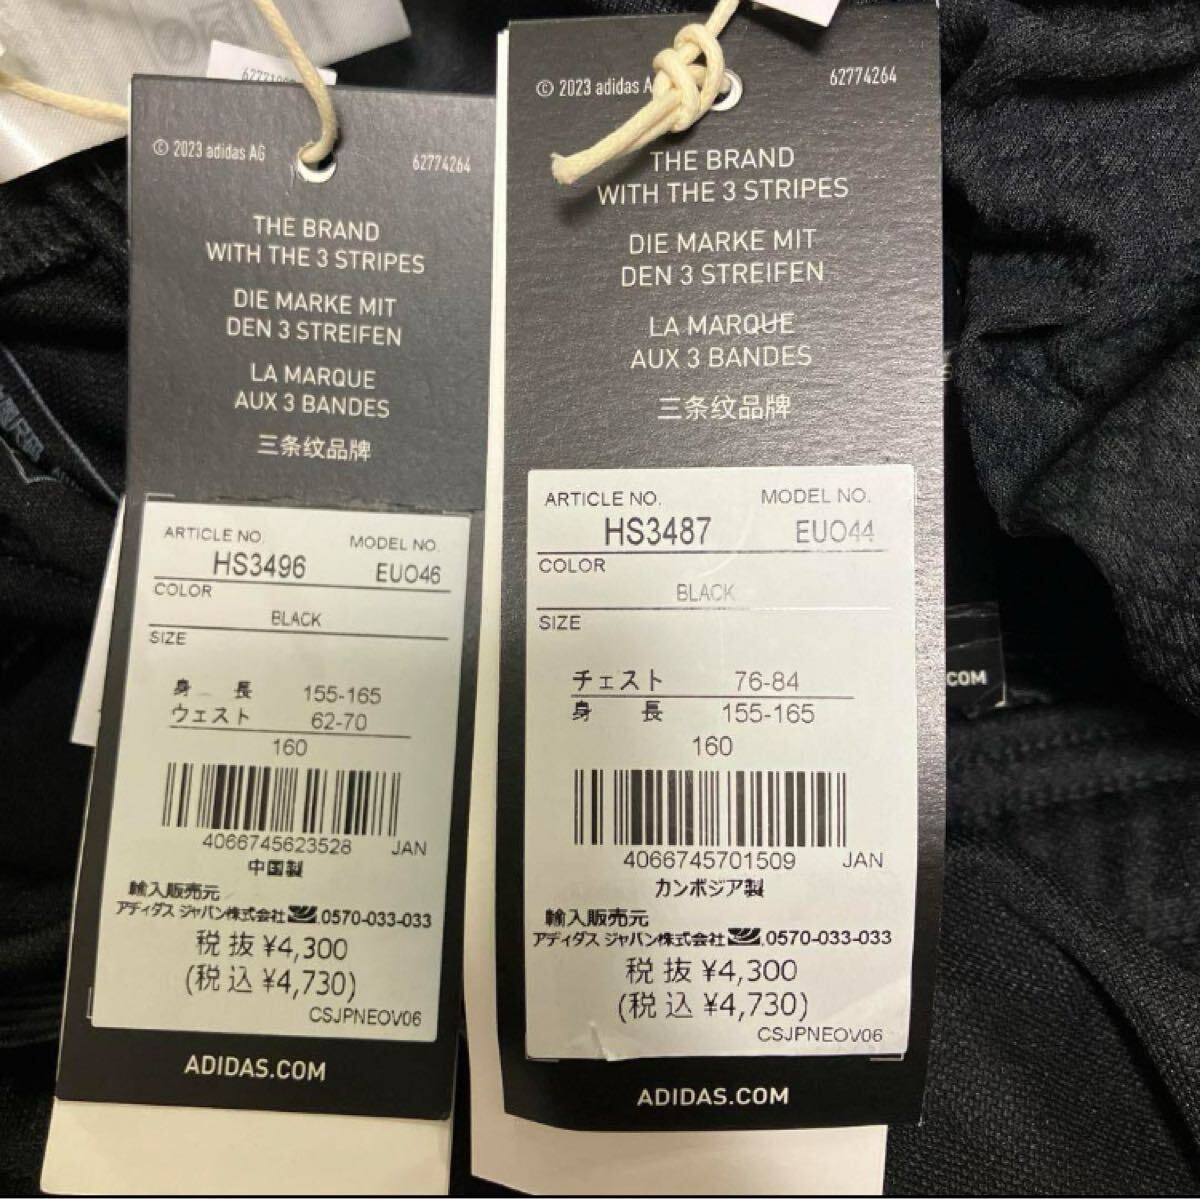 © 2023 adidas AG
62774264
THE BRAND
WITH THE 3 STRIPES
DIE MARKE MIT
DEN 3 STREIFEN
LA MARQUE
AUX 3 BANDES
三条纹品牌
ARTICLE NO.
MODEL NO.
HS3496
EUO46
COLOR
BLACK
SIZE
身 長 155-165
ウェスト 62-70
160
4066745623528 JAN
中国製
輸入販売元
アディダス ジャパン株式会社 0570-033-033
税抜 ¥4,300
(税込 ¥4,730)
CSJPNEOV06
ADIDAS.COM
© 2023 adidas A
62774264
THE BRAND
WITH THE 3 STRIPES
DIE MARKE MIT
DEN 3 STREIFEN
LA MARQUE
AUX 3 BANDES
三条纹品牌
ARTICLE NO.
MODEL NO.
HS3487
EUO44
COLOR
BLACK
SIZE
チェスト 76-84
身 長 155-165
160
4066745701509 JAN
カンボジア製
輸入販売元
アディダス ジャパン株式会社 0570-033-033
税抜 ¥4,300
(税込 ¥4,730)
CSJPNEOV06
ADIDAS.COM
COM